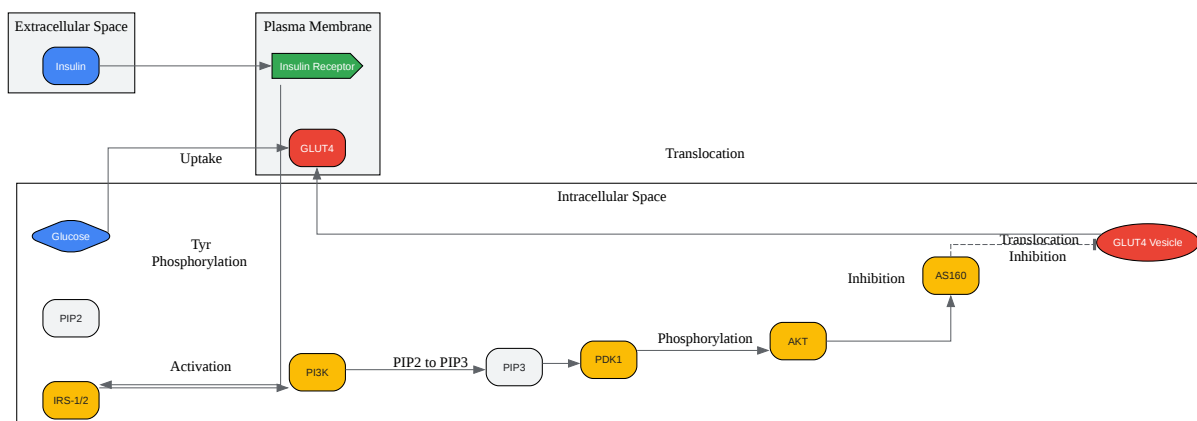 Extracellular Space
Plasma Membrane
Insulin
Insulin Receptor
GLUT4
Uptake
Translocation
Intracellular Space
Glucose
Tyr
Phosphorylation
Translocation
Inhibition
GLUT4 Vesicle
Inhibition
AS160
PIP2
Activation
PI3K
PIP2 to PIP3
PIP3
PDK1
Phosphorylation
AKT
IRS-1/2